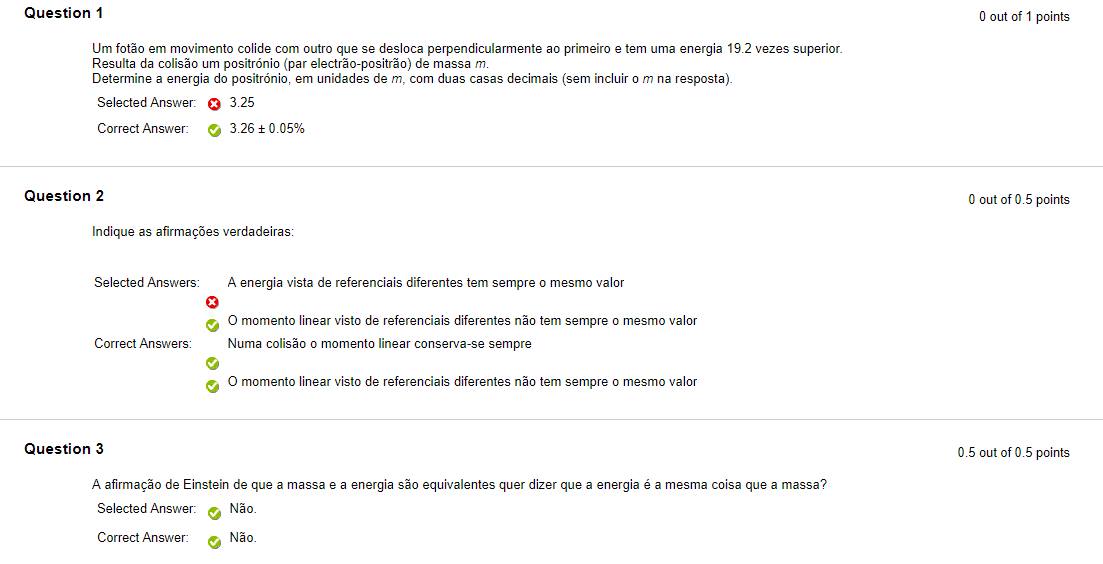 Question 1
0 out of 1 points
Um fotão em movimento colide com outro que se desloca perpendicularmente ao primeiro e tem uma energia 19.2 vezes superior.
Resulta da colisão um positrónio (par electrão-positrão) de massa m.
Determine a energia do positrónio, em unidades de m, com duas casas decimais (sem incluir o m na resposta).
Selected Answer: 3.25
Correct Answer: 3.26 ± 0.05%
Question 2
0 out of 0.5 points
Indique as afirmações verdadeiras:
Selected Answers: A energia vista de referenciais diferentes tem sempre o mesmo valor
O momento linear visto de referenciais diferentes não tem sempre o mesmo valor
Correct Answers: Numa colisão o momento linear conserva-se sempre
O momento linear visto de referenciais diferentes não tem sempre o mesmo valor
Question 3
0.5 out of 0.5 points
A afirmação de Einstein de que a massa e a energia são equivalentes quer dizer que a energia é a mesma coisa que a massa?
Selected Answer: Não.
Correct Answer: Não.